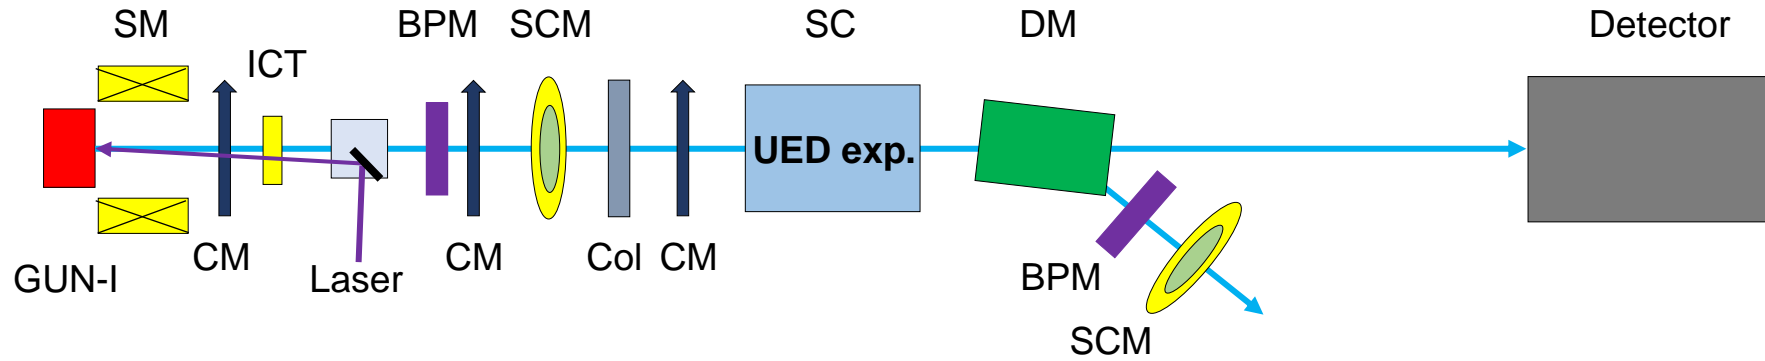 SM
BPM
SCM
SC
DM
Detector
ICT
UED exp.
CM
CM
Col
CM
GUN-I
Laser
BPM
SCM